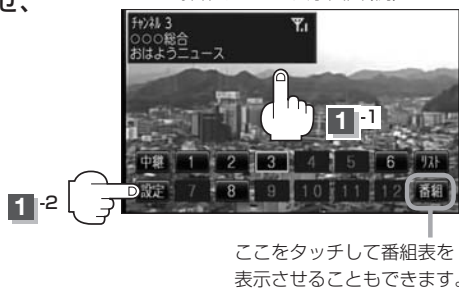 せ、
チャンネル 3
○○○総合
おはようニュース
1 -1
中継 1 2 3 4 5 6 リスト
1 -2
設定 7 8 9 10 11 12 番組
ここをタッチして番組表を
表示させることもできます。